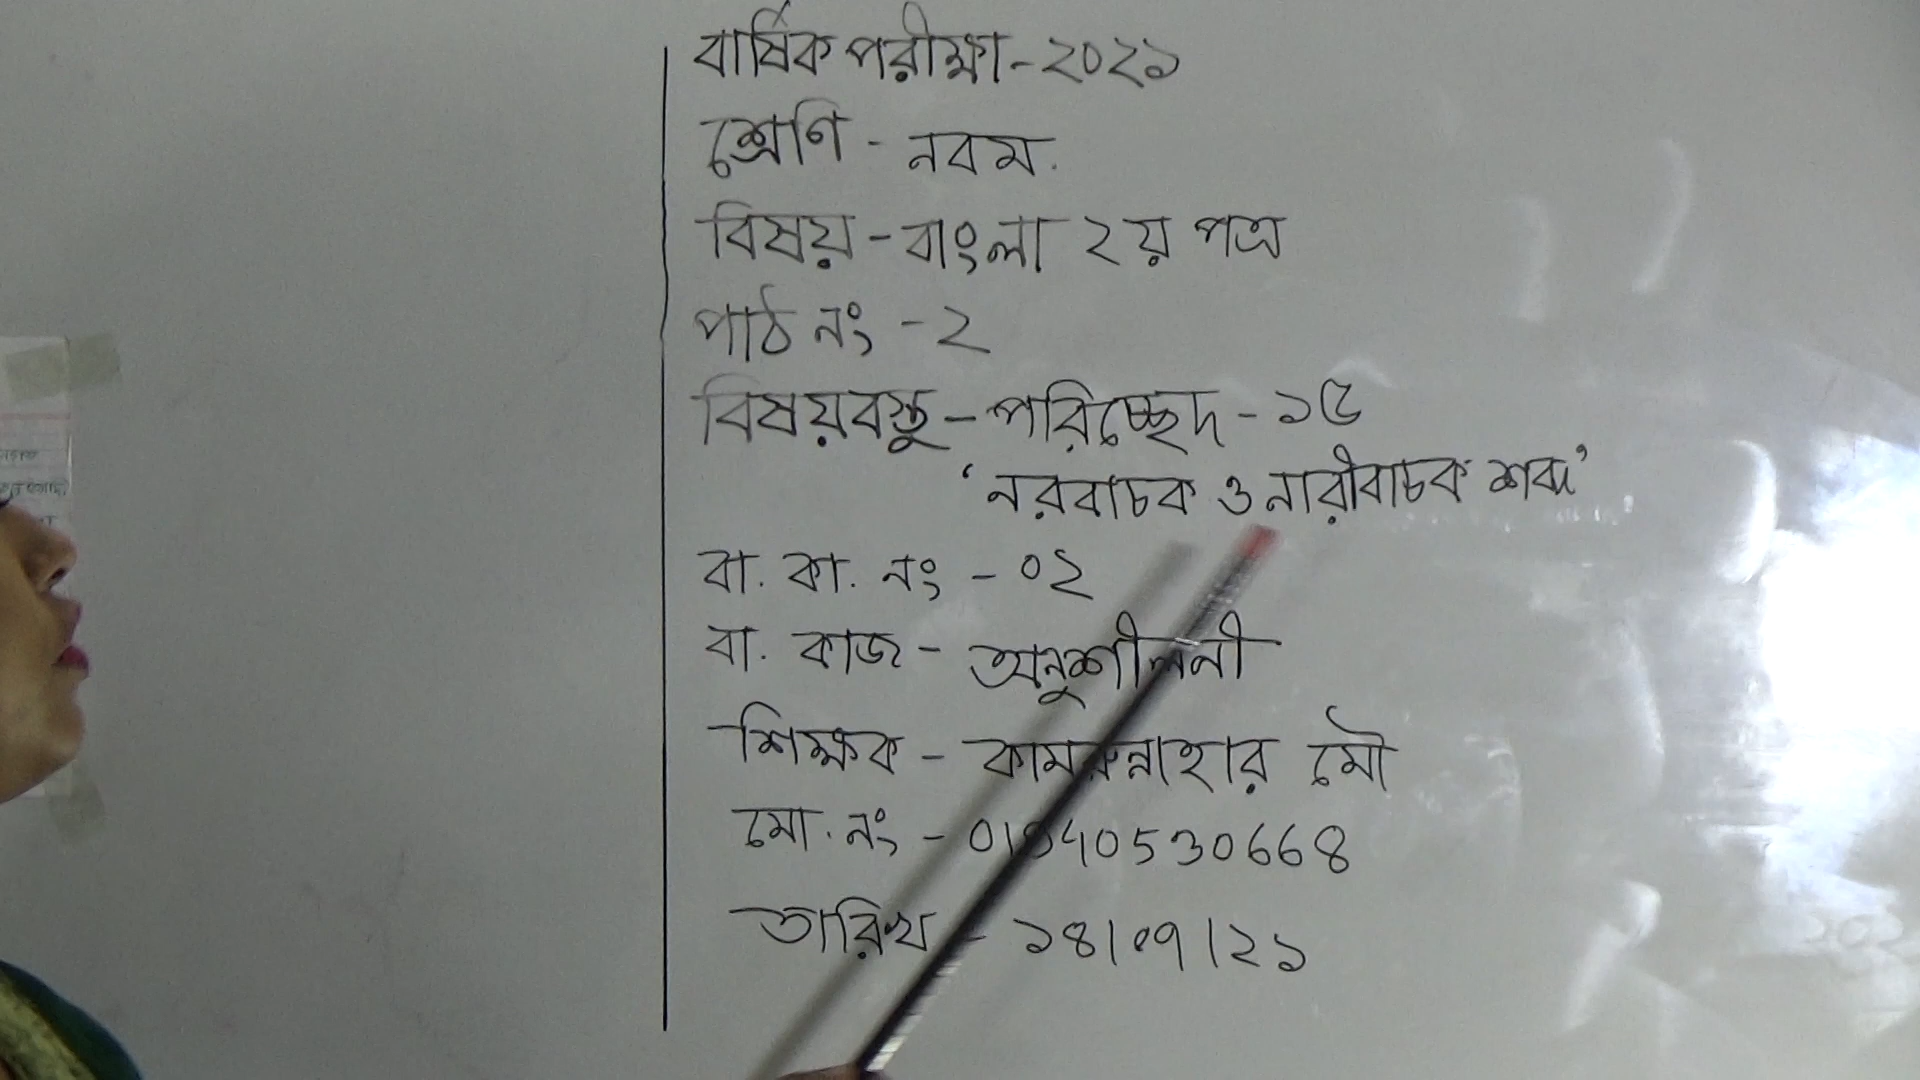 বার্ষিক পরীক্ষা - ২০২১
শ্রেণি - নবম.
বিষয় - বাংলা ২য় পত্র
পাঠ নং - ২
বিষয়বস্তু - পরিচ্ছেদ - ১৫
‘নরবাচক ও নারীবাচক শব্দ’
বা. কা. নং - ০২
বা. কাজ - অনুশীলনী
শিক্ষক - কামরুন্নাহার মৌ
মো. নং -
তারিখ - ১৪/০৭/২১